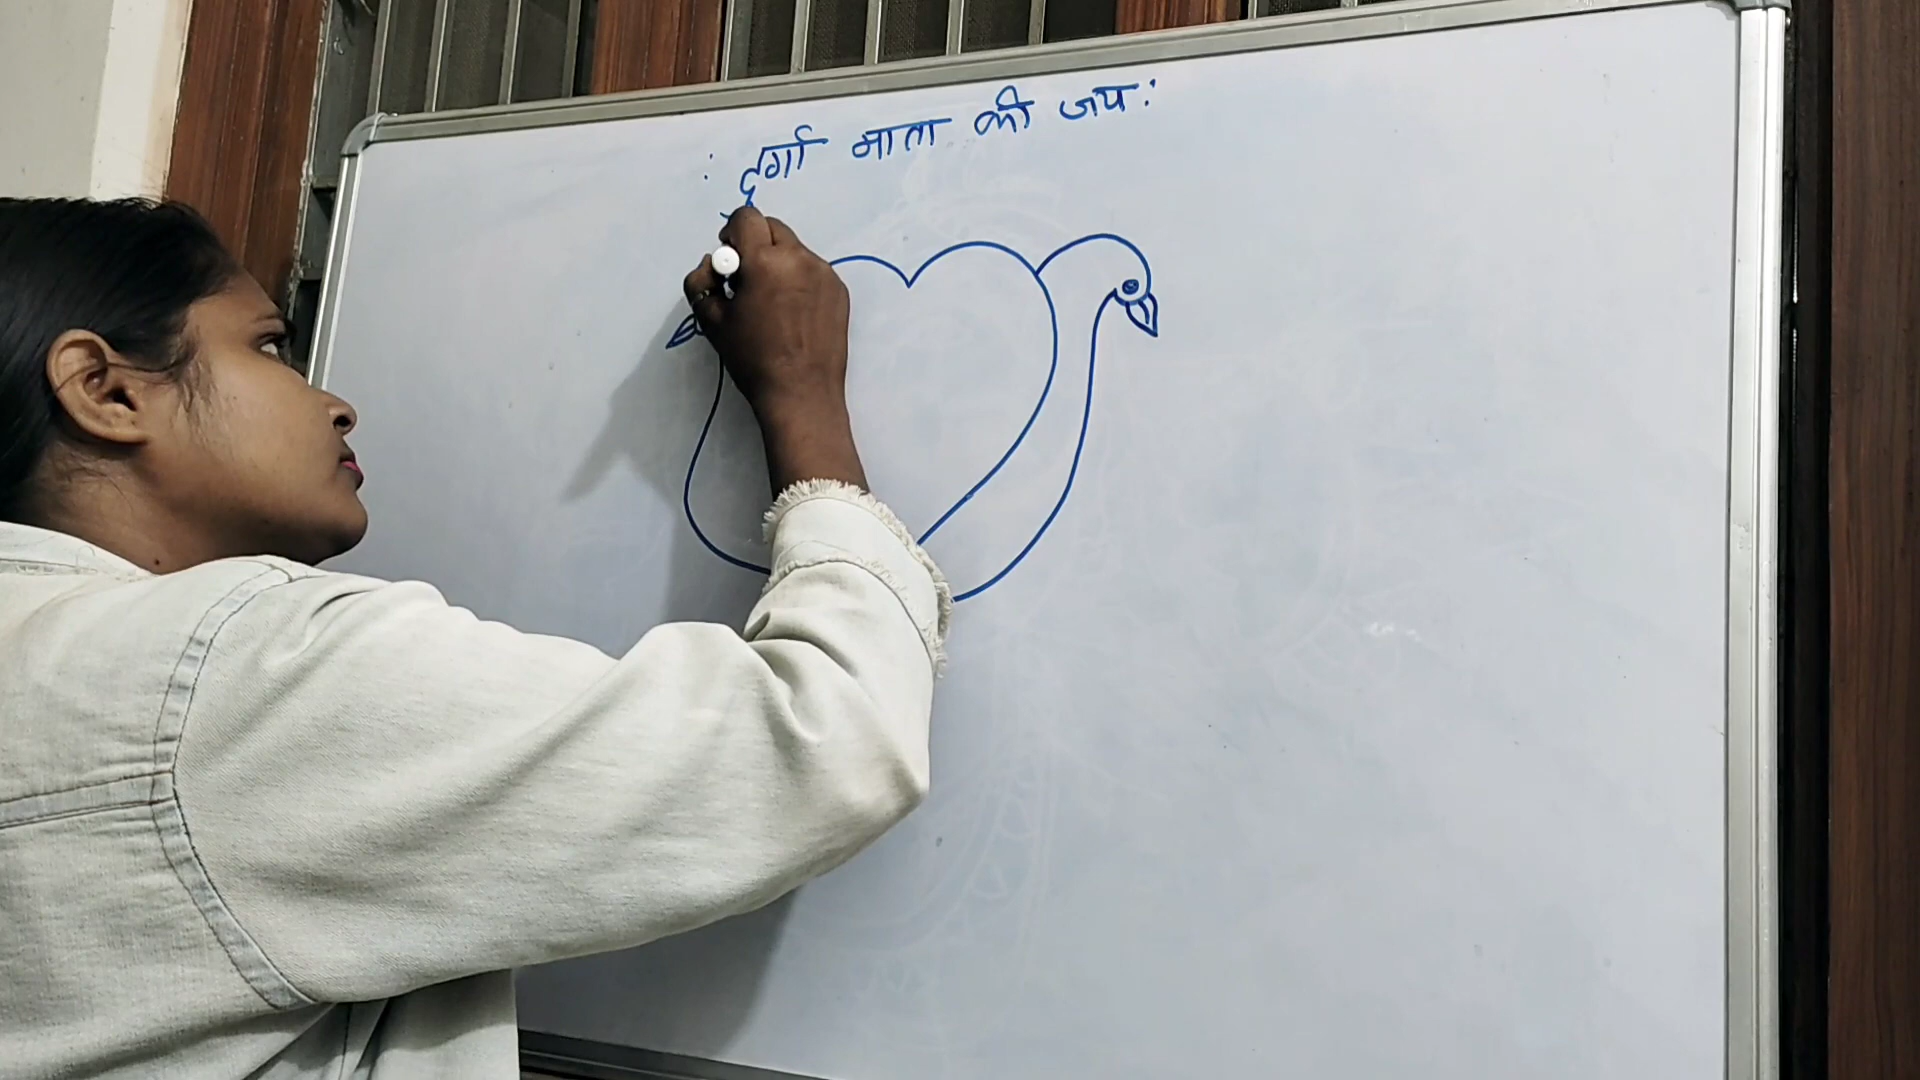 : दुर्गा माता की जय :